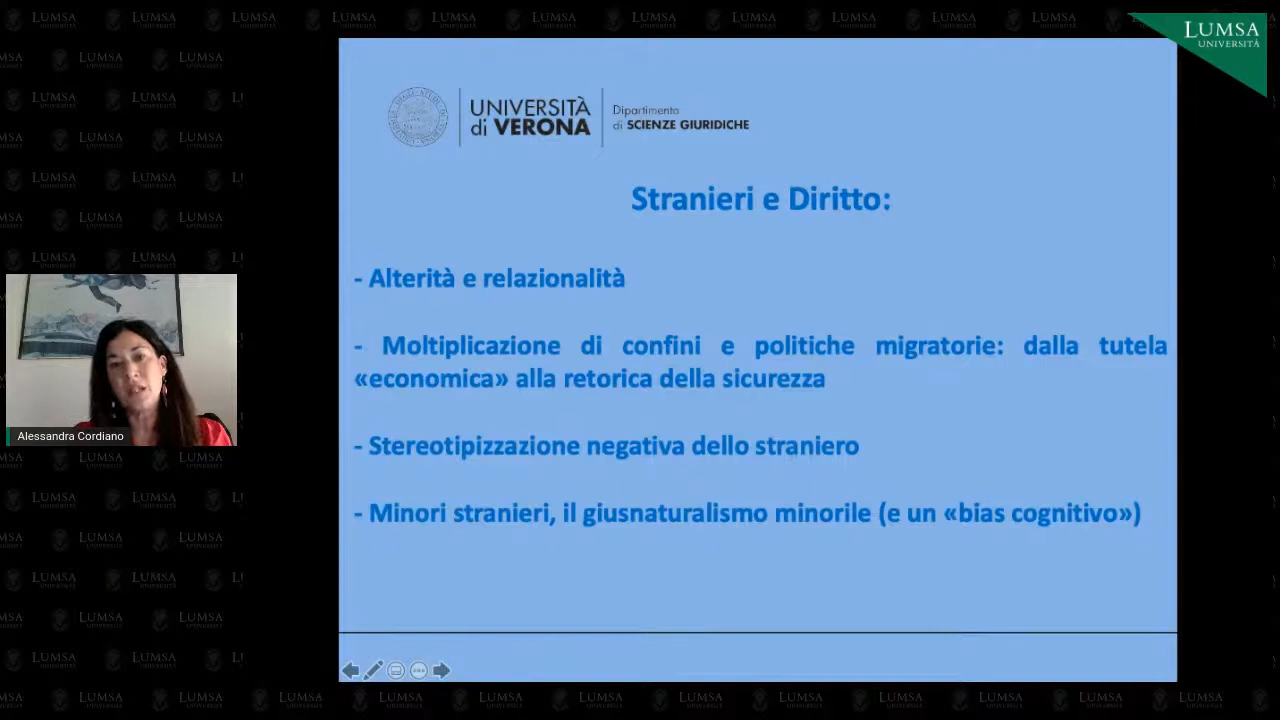 LUMSA
UNIVERSITÀ
UNIVERSITÀ
di VERONA
Dipartimento
di SCIENZE GIURIDICHE
Stranieri e Diritto:
- Alterità e relazionalità
- Moltiplicazione di confini e politiche migratorie: dalla tutela
«economica» alla retorica della sicurezza
- Stereotipizzazione negativa dello straniero
- Minori stranieri, il giusnaturalismo minorile (e un «bias cognitivo»)
Alessandra Cordiano